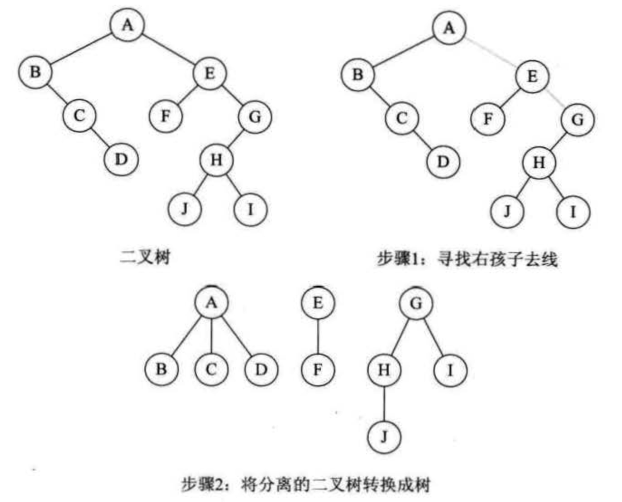 A A
B E B E
C F G C F G
D H D H
J I J I
二叉树 步骤1：寻找右孩子去线
A E G
B C D F H I
J
步骤2：将分离的二叉树转换成树